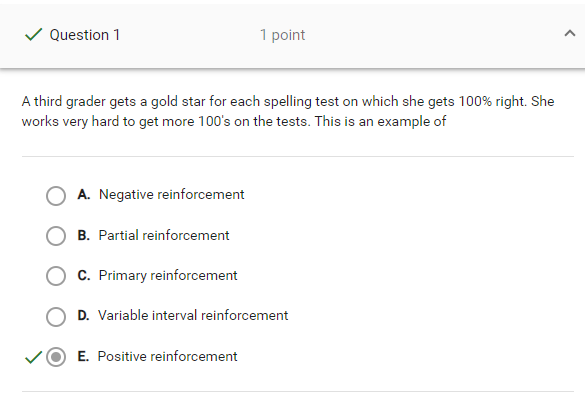 Question 1 1 point
A third grader gets a gold star for each spelling test on which she gets 100% right. She
works very hard to get more 100's on the tests. This is an example of
A. Negative reinforcement
B. Partial reinforcement
C. Primary reinforcement
D. Variable interval reinforcement
E. Positive reinforcement